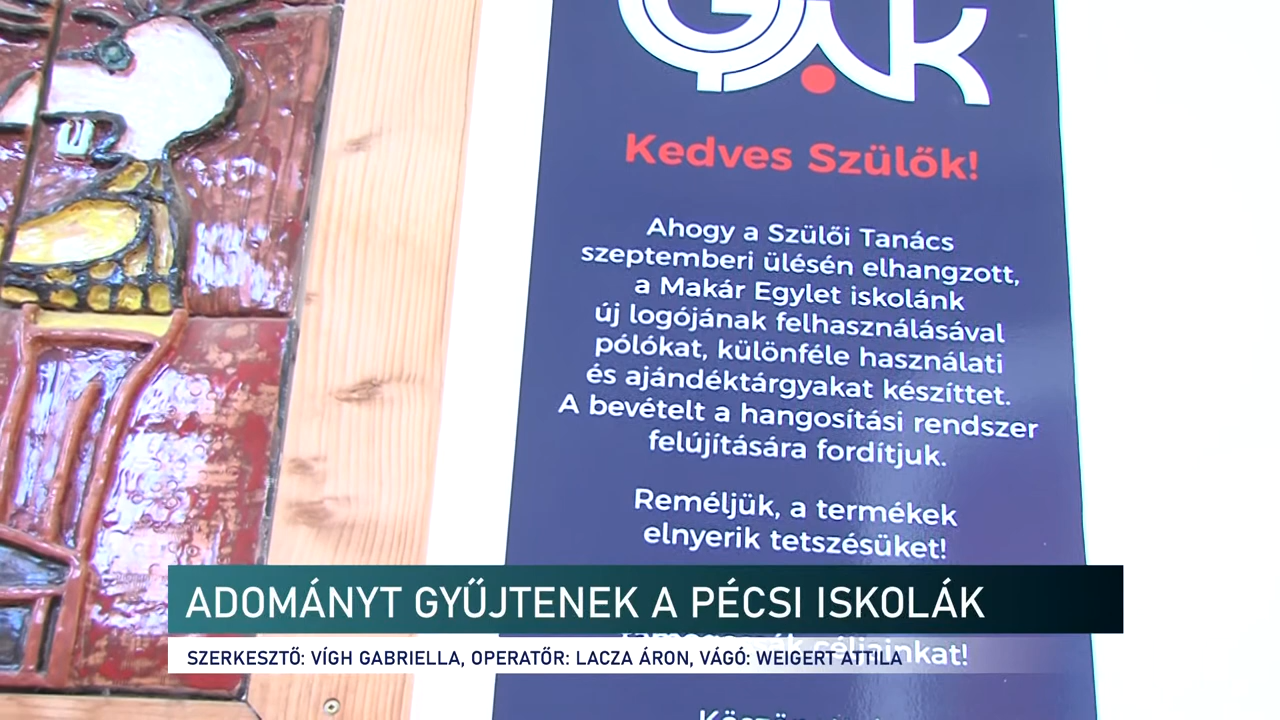 Kedves Szülők!
Ahogy a Szülői Tanács
szeptemberi ülésén elhangzott,
a Makár Egylet iskolánk
új logójának felhasználásával
pólókat, különféle használati
és ajándéktárgyakat készíttet.
A bevételt a hangosítási rendszer
felújítására fordítjuk.
Reméljük, a termékek
elnyerik tetszésüket!
ADOMÁNYT GYŰJTENEK A PÉCSI ISKOLÁK
céljainkat!
SZERKESZTŐ: VÍGH GABRIELLA, OPERATŐR: LACZA ÁRON, VÁGÓ: WEIGERT ATTILA